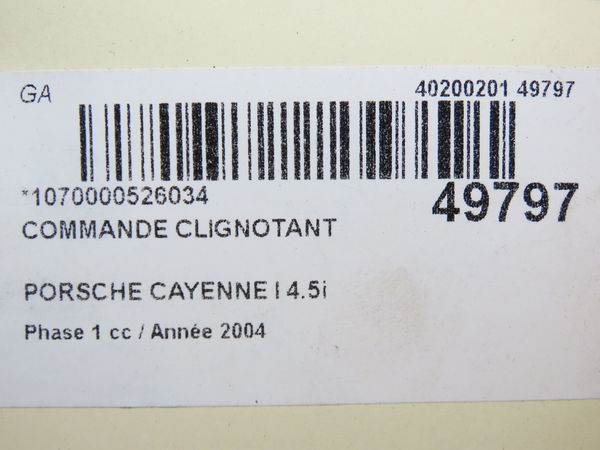 GA
40200201 49797
*1070000526034
49797
COMMANDE CLIGNOTANT
PORSCHE CAYENNE I 4.5i
Phase 1 cc / Année 2004